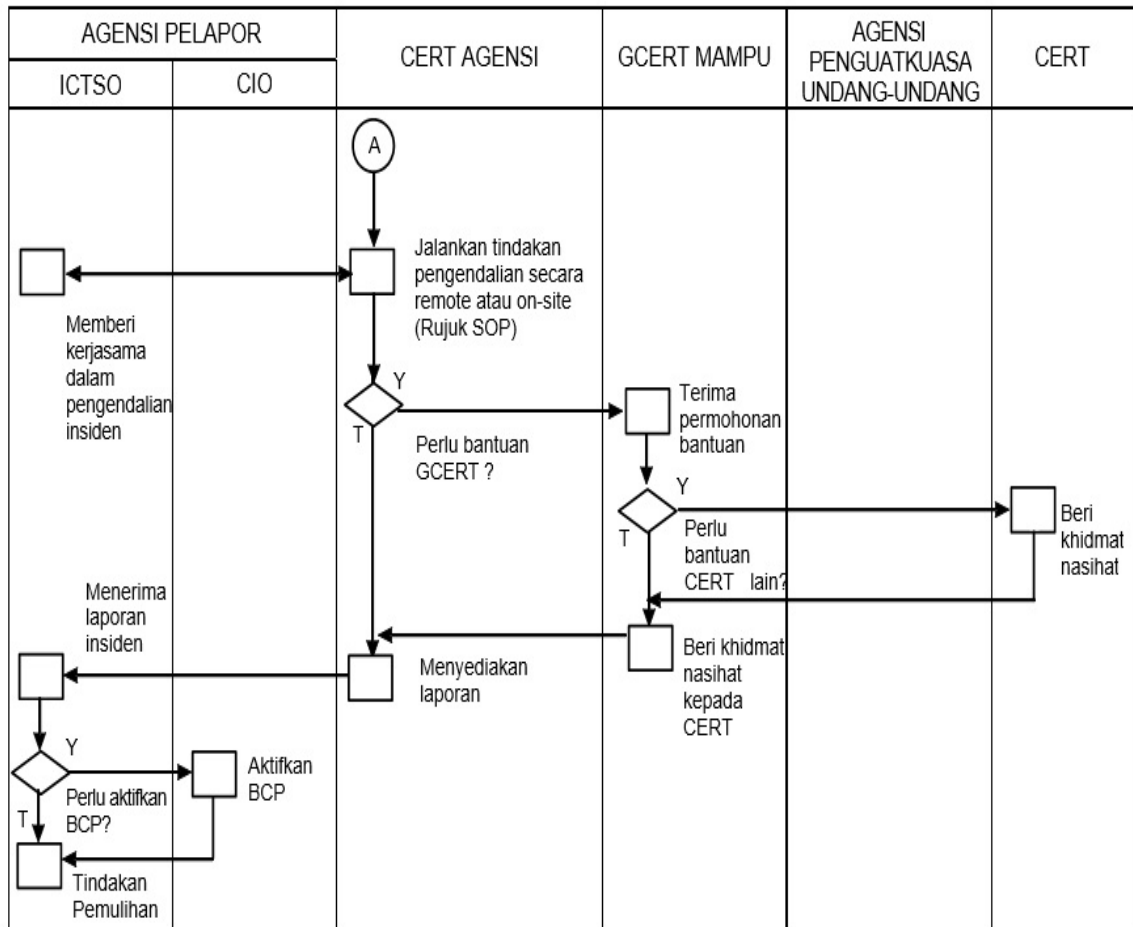 AGENSI PELAPOR
CERT AGENSI
GCERT MAMPU
AGENSI
PENGUATKUASA
UNDANG-UNDANG
CERT
ICTSO
CIO
A
Jalankan tindakan
pengendalian secara
remote atau on-site
(Rujuk SOP)
Memberi
kerjasama
dalam
pengendalian
insiden
Y
T
Perlu bantuan
GCERT ?
Terima
permohonan
bantuan
Y
T
Perlu
bantuan
CERT lain?
Beri
khidmat
nasihat
Menerima
laporan
insiden
Menyediakan
laporan
Beri khidmat
nasihat
kepada
CERT
Y
T
Perlu aktifkan
BCP?
Aktifkan
BCP
Tindakan
Pemulihan